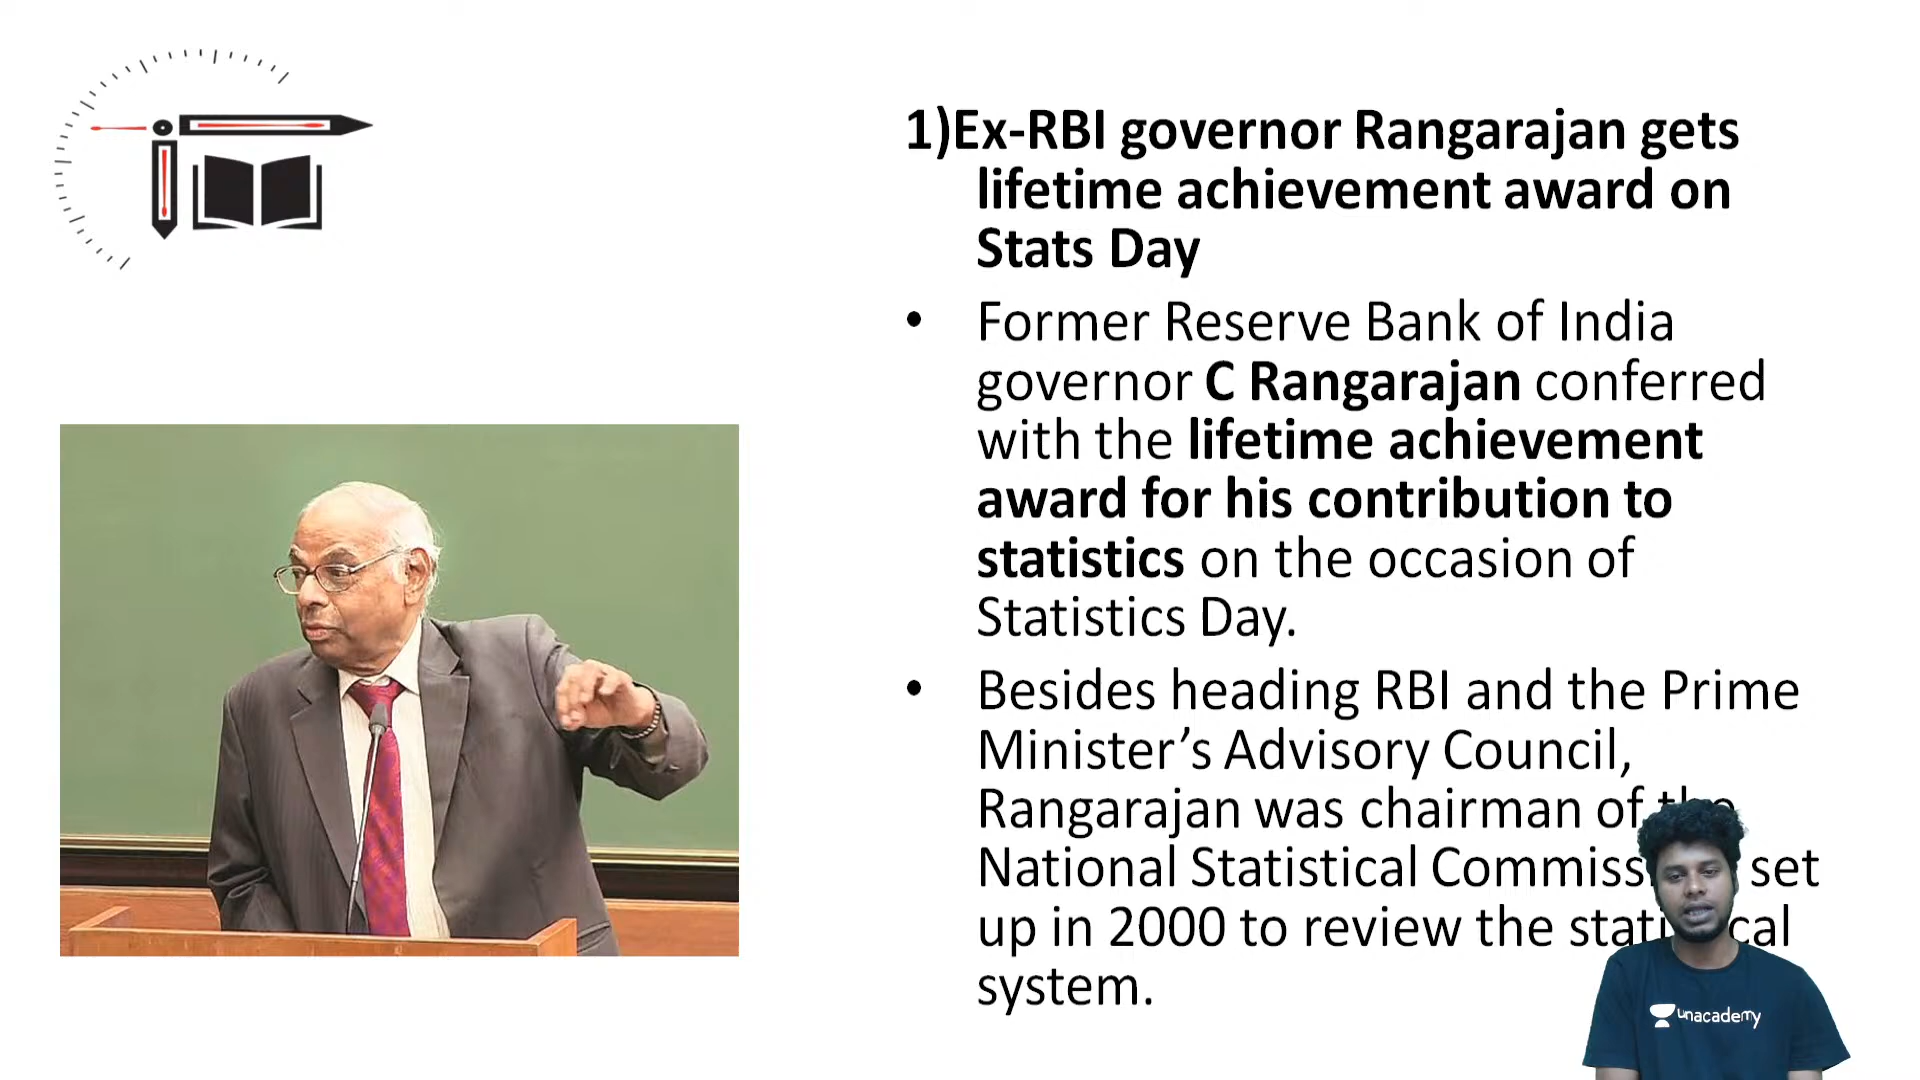 1)Ex-RBI governor Rangarajan gets
lifetime achievement award on
Stats Day
• Former Reserve Bank of India
governor C Rangarajan conferred
with the lifetime achievement
award for his contribution to
statistics on the occasion of
Statistics Day.
• Besides heading RBI and the Prime
Minister’s Advisory Council,
Rangarajan was chairman of the
National Statistical set
up in 2000 to review the
system.
unacademy